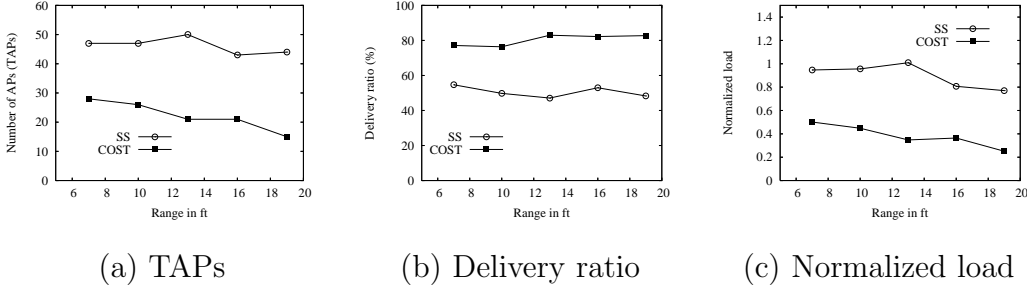 60
50
40
30
20
10
0
Number of APs (TAPs)
SS
COST
6 8 10 12 14 16 18 20
Range in ft
(a) TAPs
100
80
60
40
20
0
Delivery ratio (%)
SS
COST
6 8 10 12 14 16 18 20
Range in ft
(b) Delivery ratio
1.4
1.2
1
0.8
0.6
0.4
0.2
0
Normalized load
SS
COST
6 8 10 12 14 16 18 20
Range in ft
(c) Normalized load